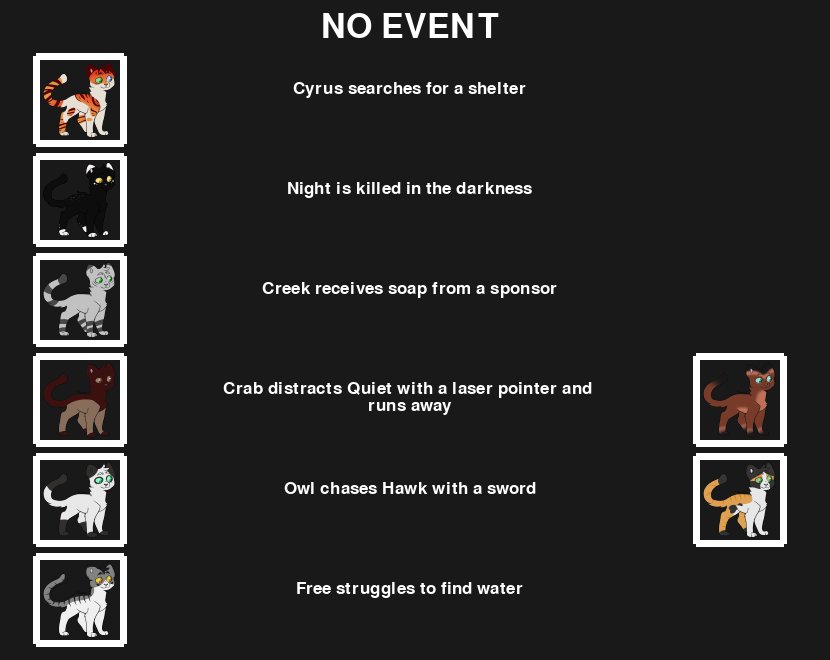 NO EVENT
Cyrus searches for a shelter
Night is killed in the darkness
Creek receives soap from a sponsor
Crab distracts Quiet with a laser pointer and
runs away
Owl chases Hawk with a sword
Free struggles to find water